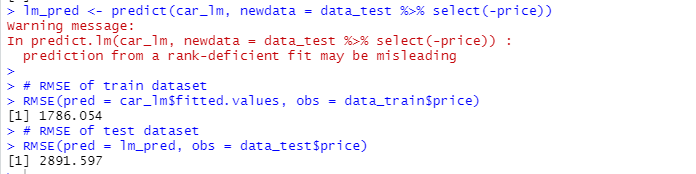 > lm_pred <- predict(car_lm, newdata = data_test %>% select(-price))
Warning message:
In predict.lm(car_lm, newdata = data_test %>% select(-price)) :
  prediction from a rank-deficient fit may be misleading
>
> # RMSE of train dataset
> RMSE(pred = car_lm$fitted.values, obs = data_train$price)
[1] 1786.054
> # RMSE of test dataset
> RMSE(pred = lm_pred, obs = data_test$price)
[1] 2891.597